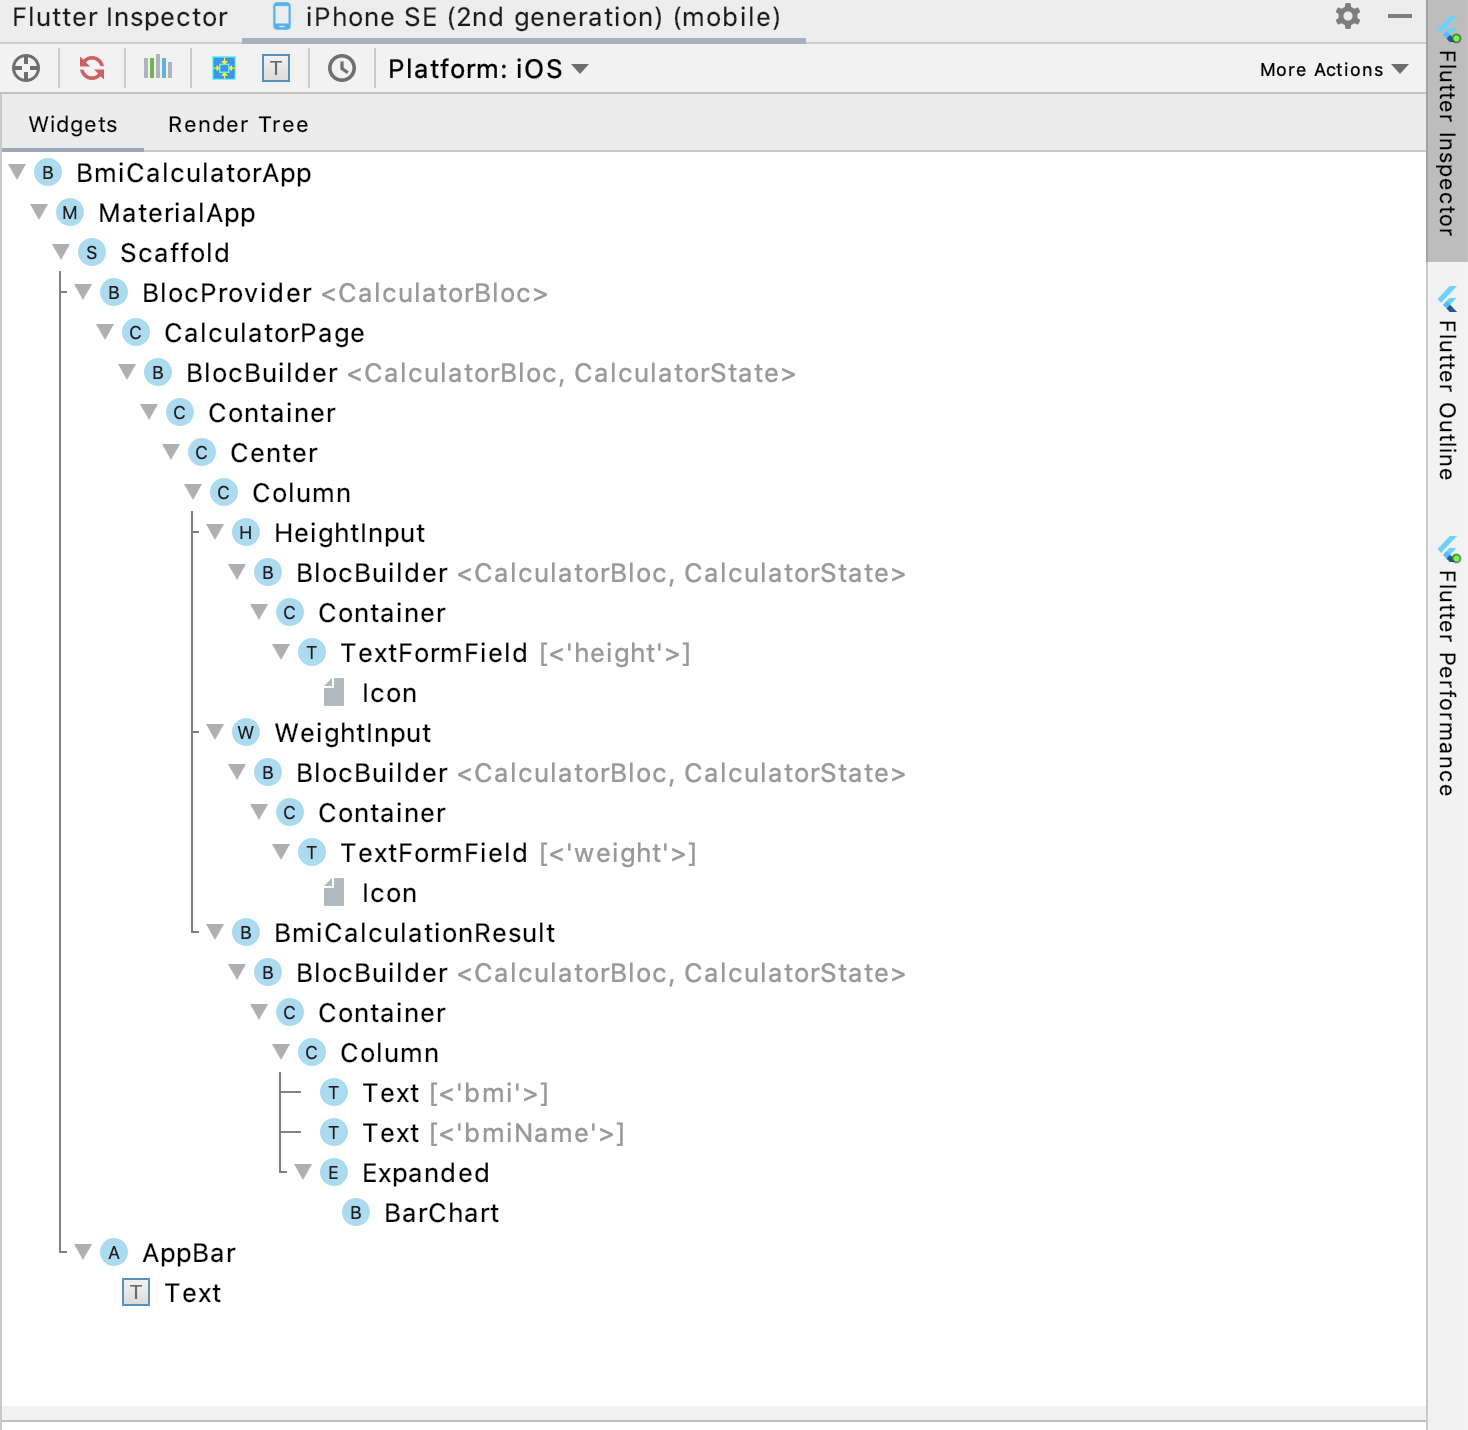 Flutter Inspector iPhone SE (2nd generation) (mobile)
T Platform: iOS More Actions
Widgets Render Tree
B BmiCalculatorApp
M MaterialApp
S Scaffold
B BlocProvider <CalculatorBloc>
C CalculatorPage
B BlocBuilder <CalculatorBloc, CalculatorState>
C Container
C Center
C Column
H HeightInput
B BlocBuilder <CalculatorBloc, CalculatorState>
C Container
T TextFormField [<'height'>]
Icon
W WeightInput
B BlocBuilder <CalculatorBloc, CalculatorState>
C Container
T TextFormField [<'weight'>]
Icon
B BmiCalculationResult
B BlocBuilder <CalculatorBloc, CalculatorState>
C Container
C Column
T Text [<'bmi'>]
T Text [<'bmiName'>]
E Expanded
B BarChart
A AppBar
T Text
Flutter Inspector
Flutter Outline
Flutter Performance